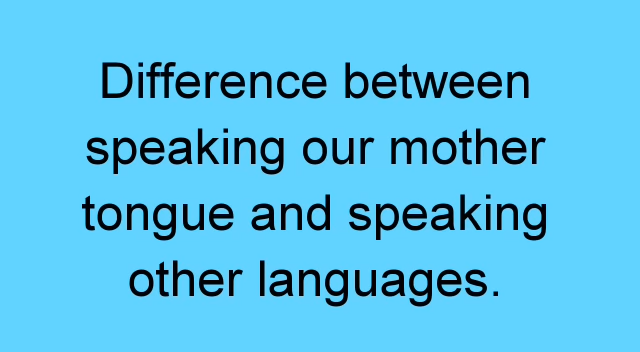 Difference between
speaking our mother
tongue and speaking
other languages.